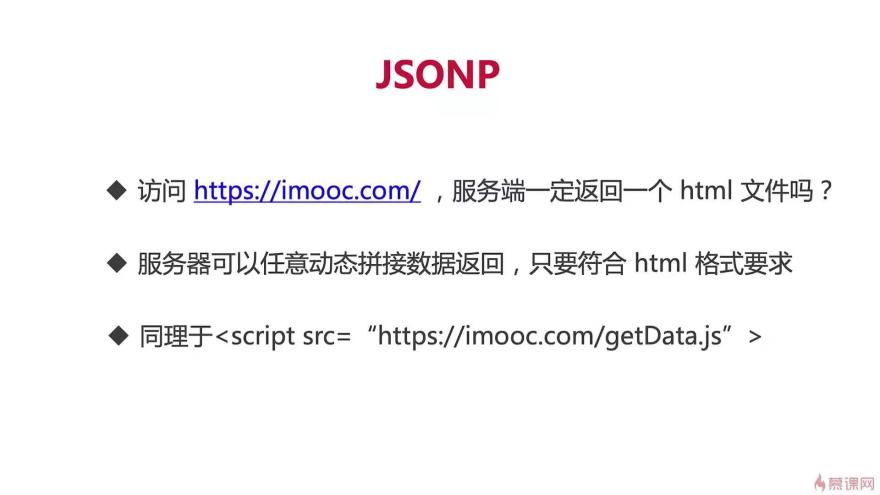 JSONP
◆ 访问 https://imooc.com/ ，服务端一定返回一个 html 文件吗？
◆ 服务器可以任意动态拼接数据返回，只要符合 html 格式要求
◆ 同理于<script src=“https://imooc.com/getData.js”>
慕课网